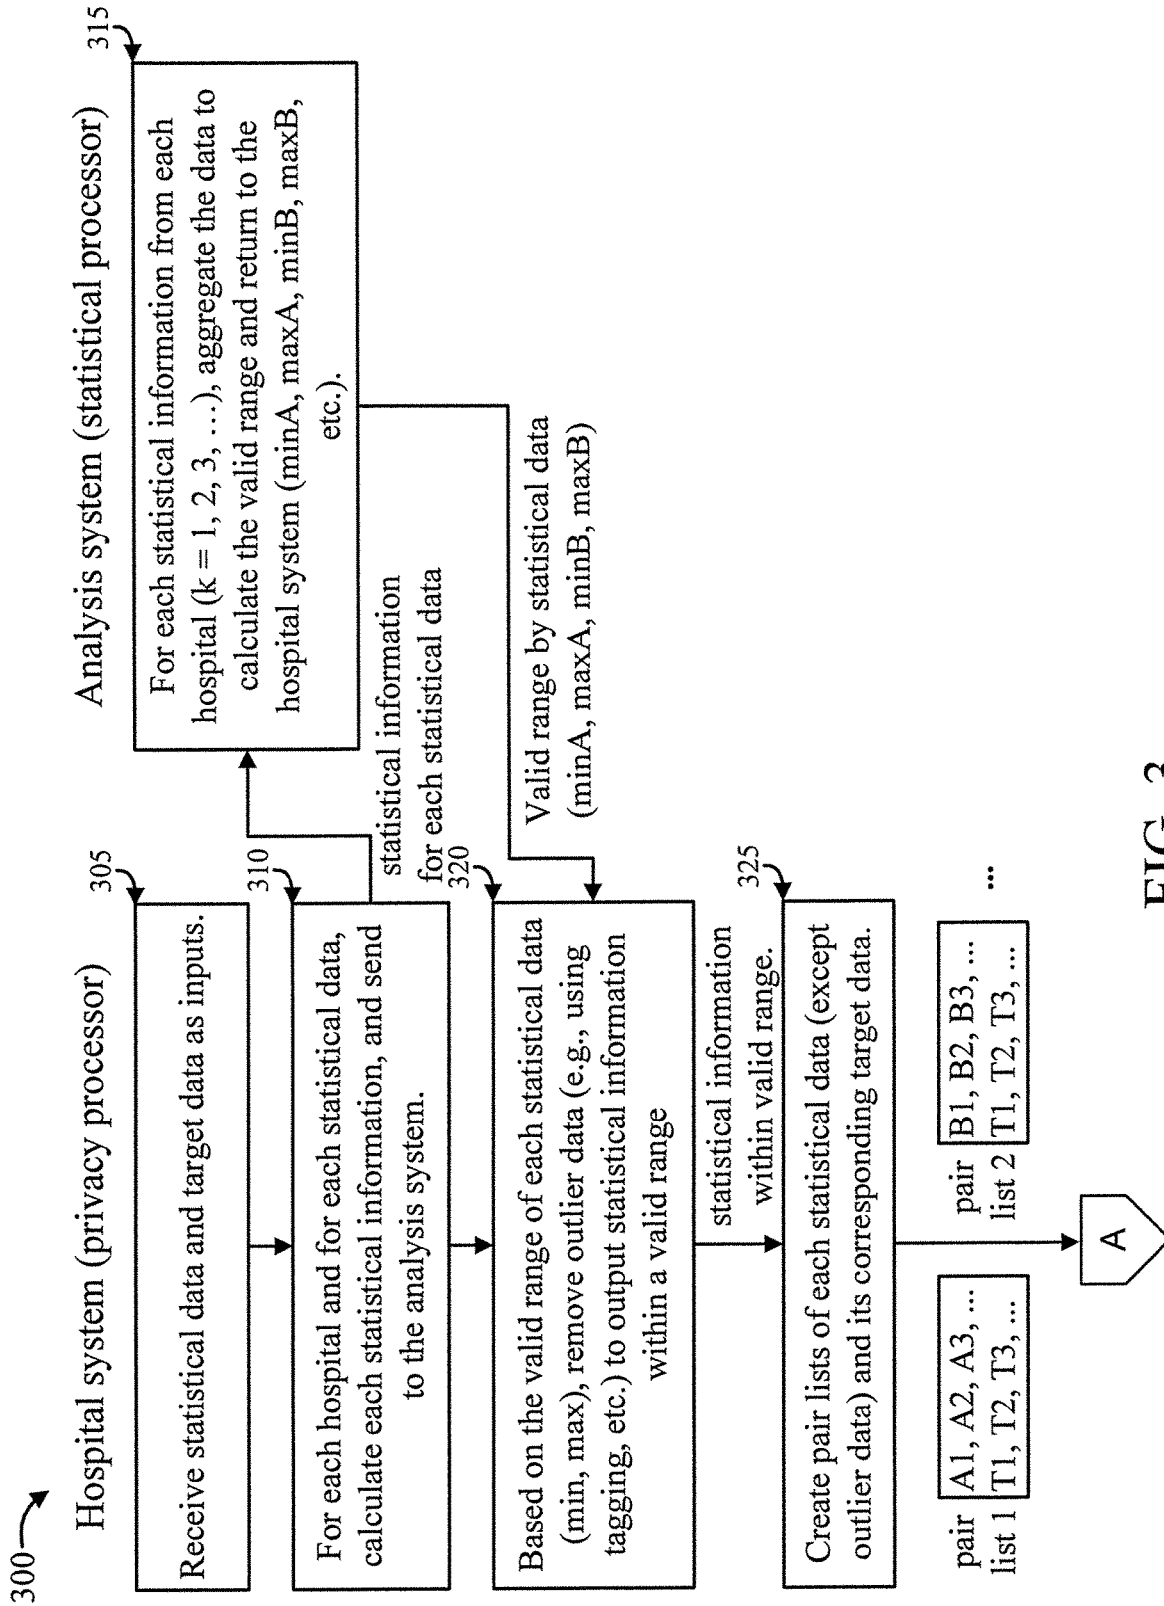 300
Hospital system (privacy processor)
Analysis system (statistical processor)
305
Receive statistical data and target data as inputs.
310
For each hospital and for each statistical data,
calculate each statistical information, and send
to the analysis system.
315
For each statistical information from each
hospital (k = 1, 2, 3, ...), aggregate the data to
calculate the valid range and return to the
hospital system (minA, maxA, minB, maxB,
etc.).
statistical information
for each statistical data
320
Based on the valid range of each statistical data
(min, max), remove outlier data (e.g., using
tagging, etc.) to output statistical information
within a valid range
Valid range by statistical data
(minA, maxA, minB, maxB)
statistical information
within valid range.
325
Create pair lists of each statistical data (except
outlier data) and its corresponding target data.
pair
list 1
A1, A2, A3, ...
T1, T2, T3, ...
pair
list 2
B1, B2, B3, ...
T1, T2, T3, ...
...
A
FIG. 3